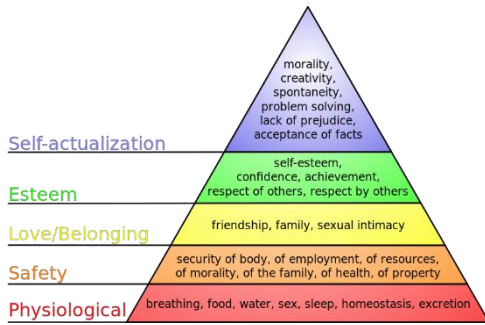 morality,
creativity,
spontaneity,
problem solving,
lack of prejudice,
acceptance of facts
Self-actualization
self-esteem,
confidence, achievement,
respect of others, respect by others
Esteem
friendship, family, sexual intimacy
Love/Belonging
security of body, of employment, of resources,
of morality, of the family, of health, of property
Safety
breathing, food, water, sex, sleep, homeostasis, excretion
Physiological